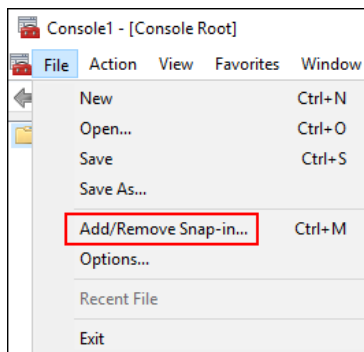 Console1 - [Console Root]
File Action View Favorites Window
New Ctrl+N
Open... Ctrl+O
Save Ctrl+S
Save As...
Add/Remove Snap-in... Ctrl+M
Options...
Recent File
Exit